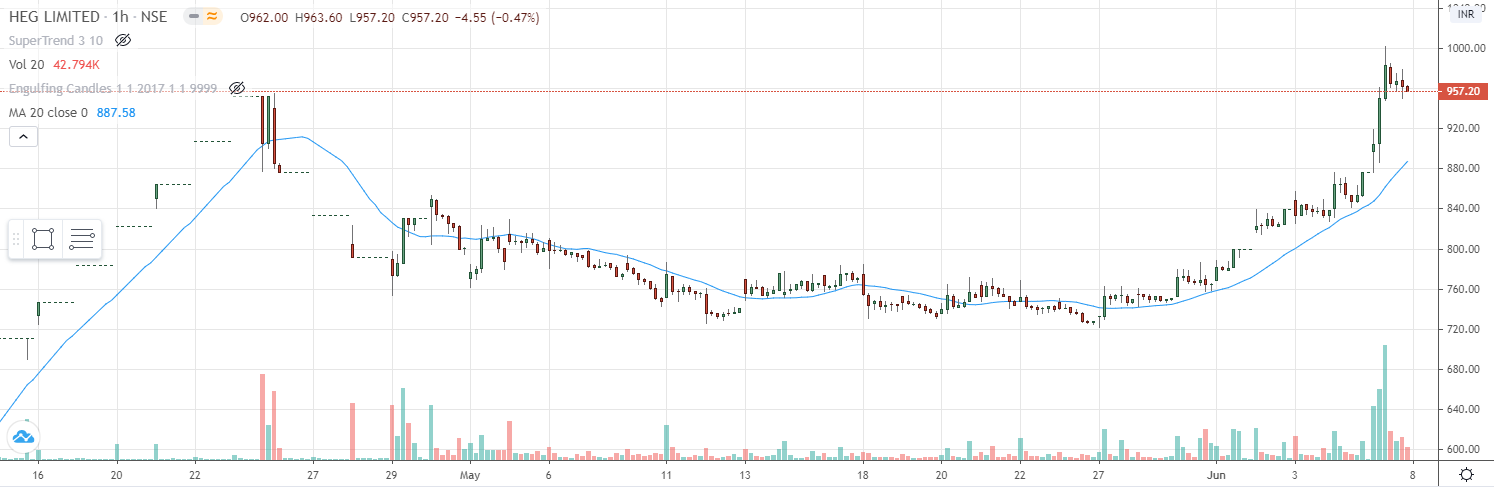 HEG LIMITED · 1h · NSE O962.00 H963.60 L957.20 C957.20 −4.55 (−0.47%)
SuperTrend 3 10
Vol 20 42.794K
Engulfing Candles 1 1 2017 1 1 9999
MA 20 close 0 887.58
INR
1000.00
957.20
920.00
880.00
840.00
800.00
760.00
720.00
680.00
640.00
600.00
16 20 22 27 29 May 6 11 13 18 20 22 27 Jun 3 8